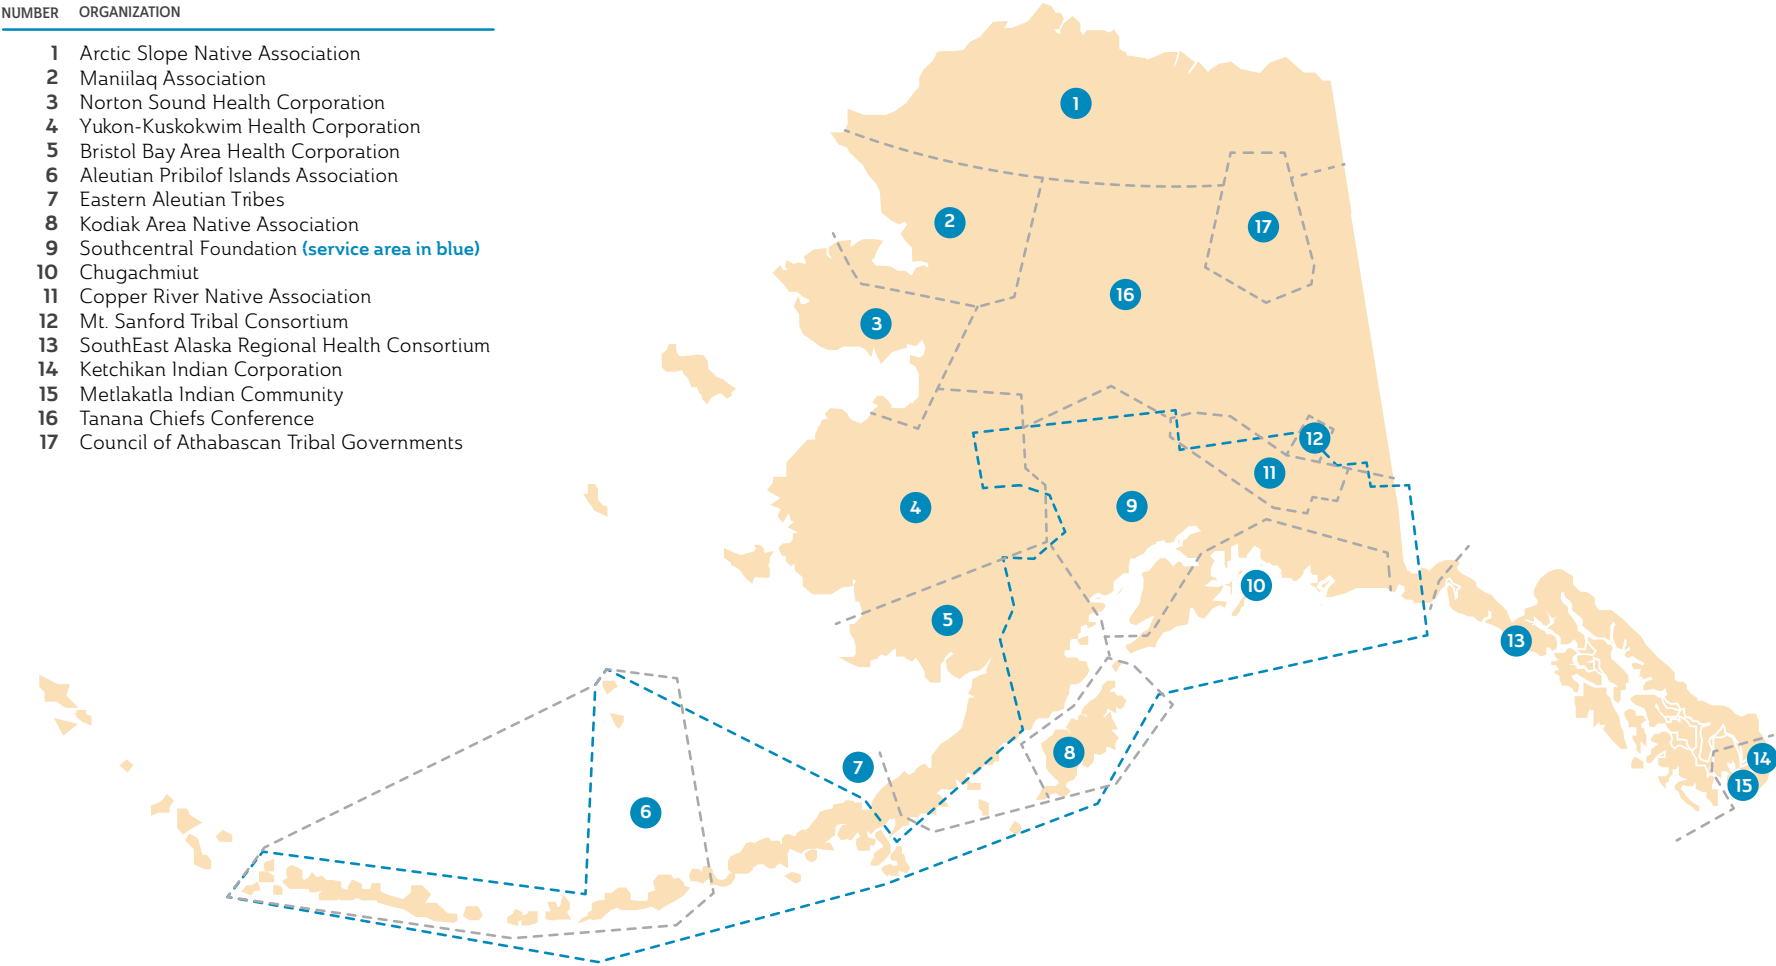 NUMBER ORGANIZATION
1 Arctic Slope Native Association
2 Maniilaq Association
3 Norton Sound Health Corporation
4 Yukon-Kuskokwim Health Corporation
5 Bristol Bay Area Health Corporation
6 Aleutian Pribilof Islands Association
7 Eastern Aleutian Tribes
8 Kodiak Area Native Association
9 Southcentral Foundation (service area in blue)
10 Chugachmiut
11 Copper River Native Association
12 Mt. Sanford Tribal Consortium
13 SouthEast Alaska Regional Health Consortium
14 Ketchikan Indian Corporation
15 Metlakatla Indian Community
16 Tanana Chiefs Conference
17 Council of Athabascan Tribal Governments
1
2
17
16
3
12
11
4
9
10
5
13
8
14
7
15
6